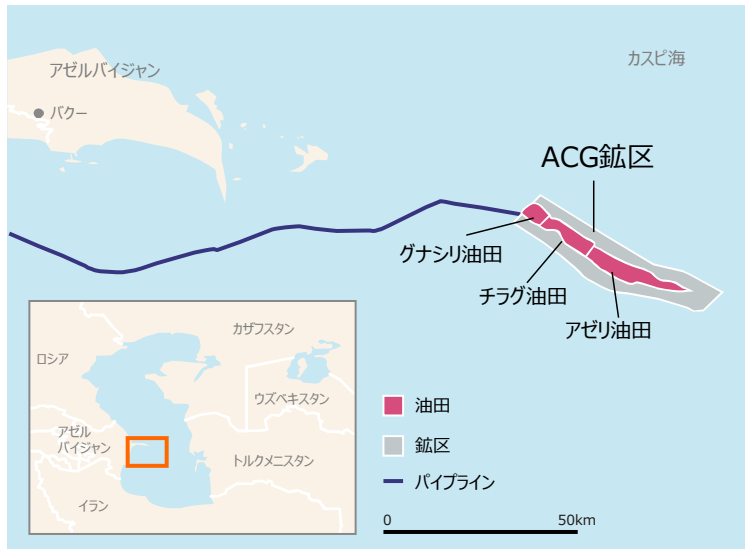 アゼルバイジャン
カスピ海
バクー
ACG鉱区
グナシリ油田
チラグ油田
アゼリ油田
カザフスタン
ロシア
ウズベキスタン
アゼル
バイジャン
トルクメニスタン
イラン
油田
鉱区
パイプライン
0 50km